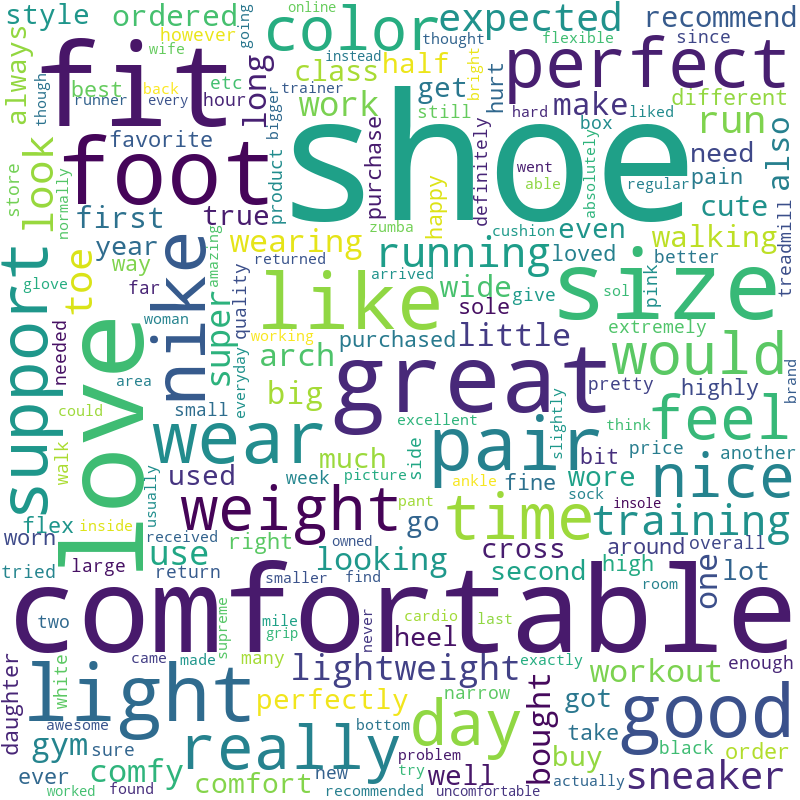 style
ordered
however
wife
online
going
color
thought
instead
expected
flexible
recommend
since
always
though
best
runner
back
every
etc
hour
long
class
half
trainer
bigger
work
get
still
hurt
bright
perfect
make
hard
box
liked
different
run
fit
foot
shoe
favorite
look
store
normally
first
true
product
purchase
happy
definitely
went
able
absolutely
regular
need
pain
also
cute
treadmill
year
way
glove
far
toe
nike
wearing
super
amazing
quality
returned
zumba
running
arrived
cushion
even
loved
wide
give
walking
better
pink
size
sol
support
needed
love
woman
area
small
everyday
working
like
arch
big
purchased
little
sole
extremely
would
great
pretty
highly
brand
could
walk
wear
used
much
week
picture
side
excellent
pair
slightly
bit
fine
price
think
feel
another
nice
usually
weight
pant
ankle
time
wore
sock
insole
works
training
flex
inside
worn
received
use
right
owned
looking
go
cross
second
around
high
overall
room
one
lot
tried
large
return
smaller
find
comfortable
two
white
came
made
supreme
mile
grip
many
never
cardio
heel
last
exactly
workout
enough
daughter
light
lightweight
perfectly
narrow
bought
got
take
good
awesome
gym
sure
really
bottom
day
problem
well
buy
black
order
ever
comfy
comfort
new
try
sneaker
worked
found
recommended
uncomfortable
actually